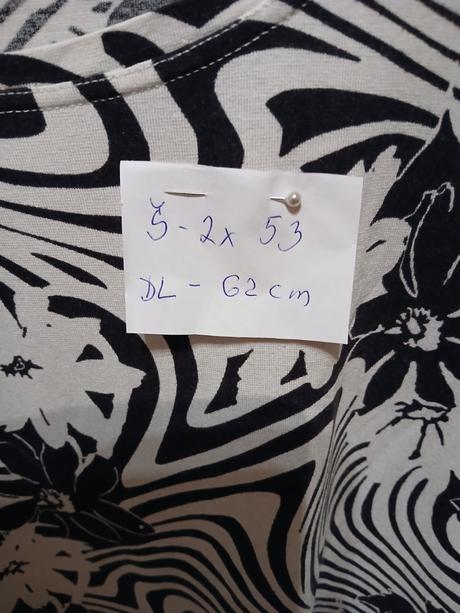 Š - 2x 53
DL - 62 cm